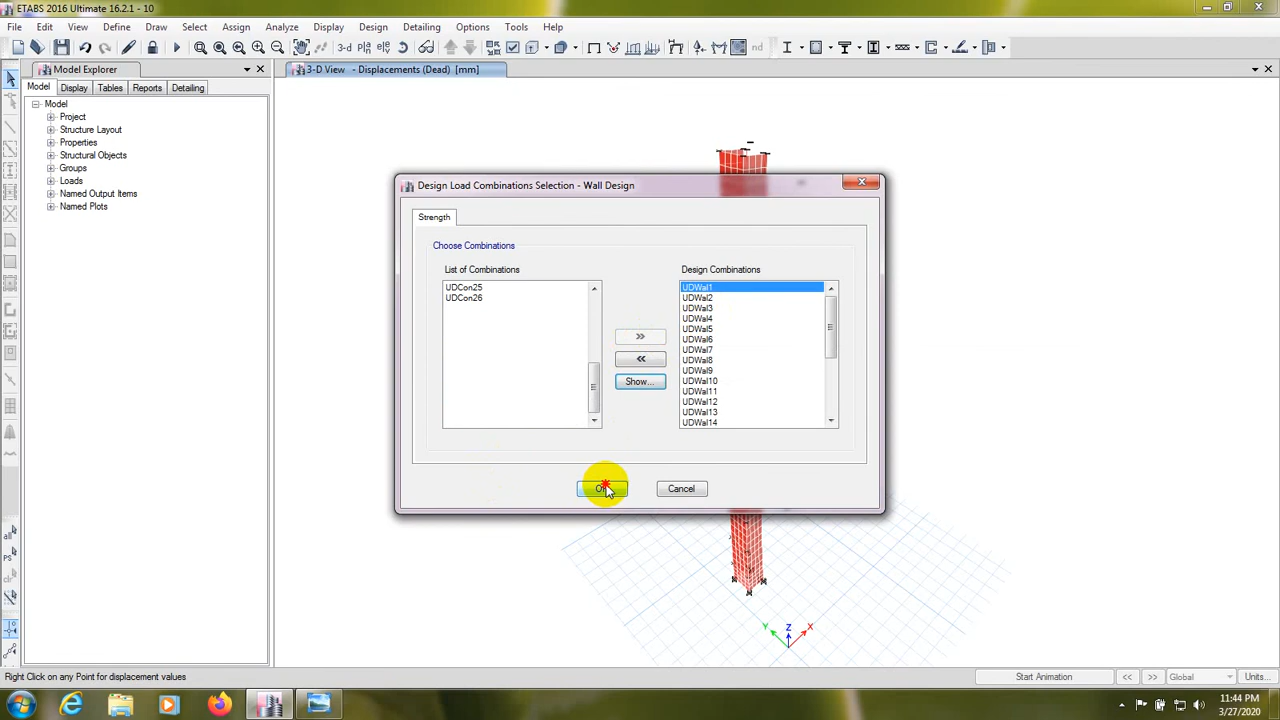 ETABS 2016 Ultimate 16.2.1 - 10
File Edit View Define Draw Select Assign Analyze Display Design Detailing Options Tools Help
3-d nd
Model Explorer
3-D View - Displacements (Dead) [mm]
Model Display Tables Reports Detailing
Model
Project
Structure Layout
Properties
Structural Objects
Groups
Loads
Named Output Items
Named Plots
Design Load Combinations Selection - Wall Design
Strength
Choose Combinations
List of Combinations
UDCon25
UDCon26
>>
<<
Show...
Design Combinations
UDWal1
UDWal2
UDWal3
UDWal4
UDWal5
UDWal6
UDWal7
UDWal8
UDWal9
UDWal10
UDWal11
UDWal12
UDWal13
UDWal14
Cancel
all
PS
clr
Y Z X
Right Click on any Point for displacement values
Start Animation << >> Global Units...
11:44 PM
3/27/2020